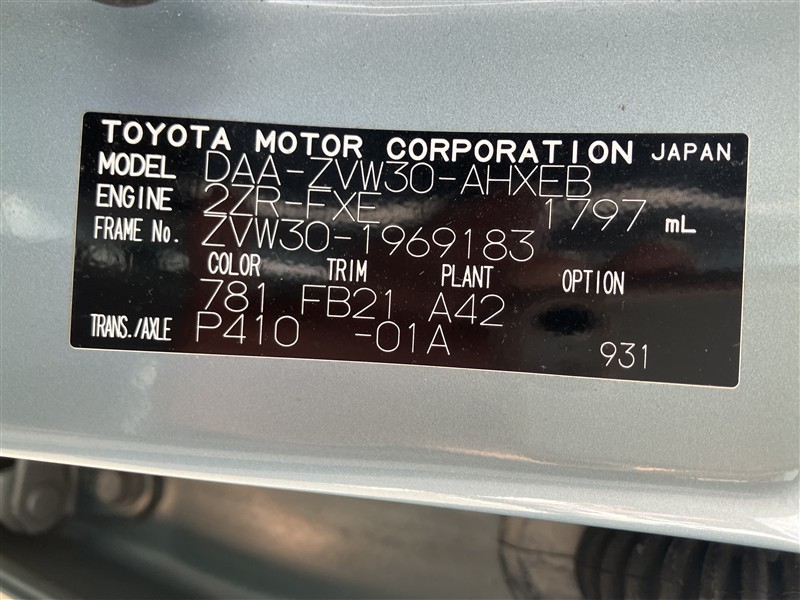 TOYOTA MOTOR CORPORATION JAPAN
MODEL DAA-ZVW30-AHXEB
ENGINE 2ZR-FXE 1797 mL
FRAME No. ZVW30-1969183
COLOR TRIM PLANT OPTION
781 FB21 A42
TRANS./AXLE P410 -01A 931